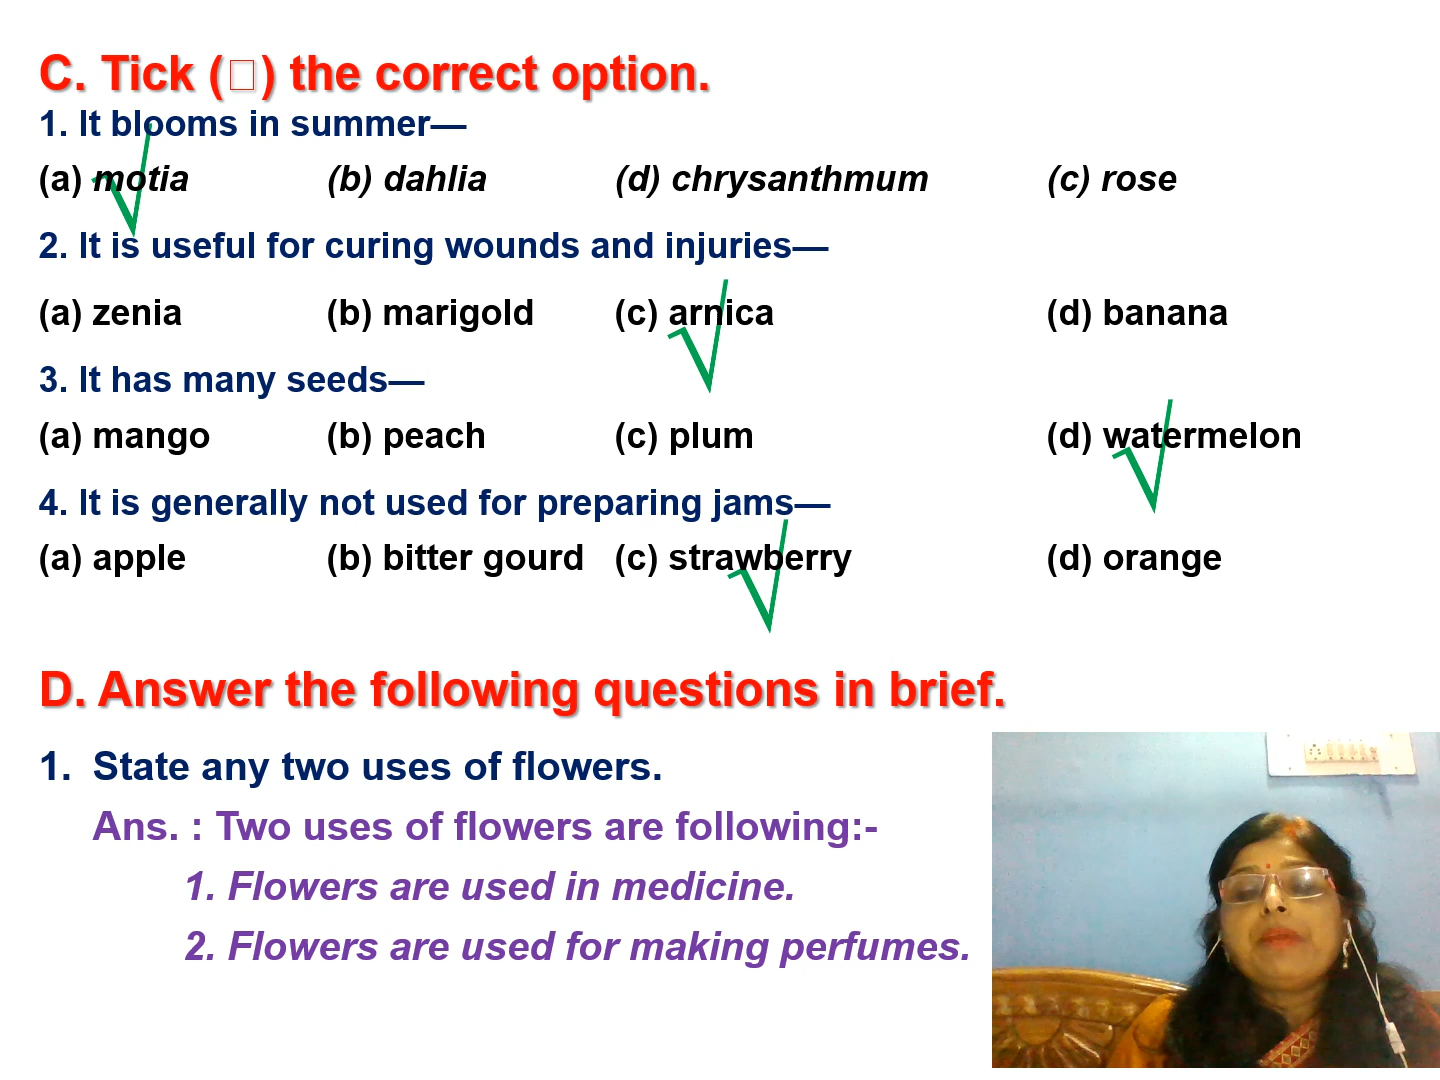 C. Tick (□) the correct option.
1. It blooms in summer—
(a) motia (b) dahlia (d) chrysanthmum (c) rose
2. It is useful for curing wounds and injuries—
(a) zenia (b) marigold (c) arnica (d) banana
3. It has many seeds—
(a) mango (b) peach (c) plum (d) watermelon
4. It is generally not used for preparing jams—
(a) apple (b) bitter gourd (c) strawberry (d) orange
D. Answer the following questions in brief.
1. State any two uses of flowers.
Ans. : Two uses of flowers are following:-
1. Flowers are used in medicine.
2. Flowers are used for making perfumes.